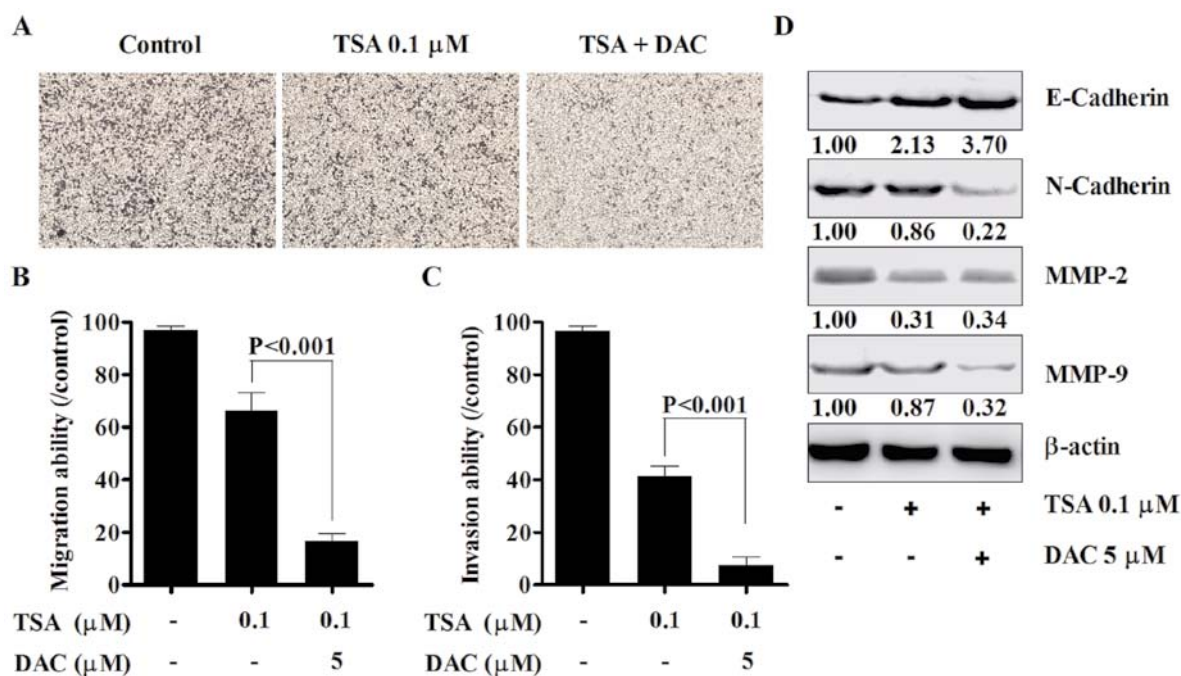 A
Control
TSA 0.1 μM
TSA + DAC
B
Migration ability (/control)
100
80
60
40
20
0
P<0.001
TSA (μM) - 0.1 0.1
DAC (μM) - - 5
C
Invasion ability (/control)
100
80
60
40
20
0
P<0.001
TSA (μM) - 0.1 0.1
DAC (μM) - - 5
D
E-Cadherin
1.00 2.13 3.70
N-Cadherin
1.00 0.86 0.22
MMP-2
1.00 0.31 0.34
MMP-9
1.00 0.87 0.32
β-actin
- + + TSA 0.1 μM
- - + DAC 5 μM